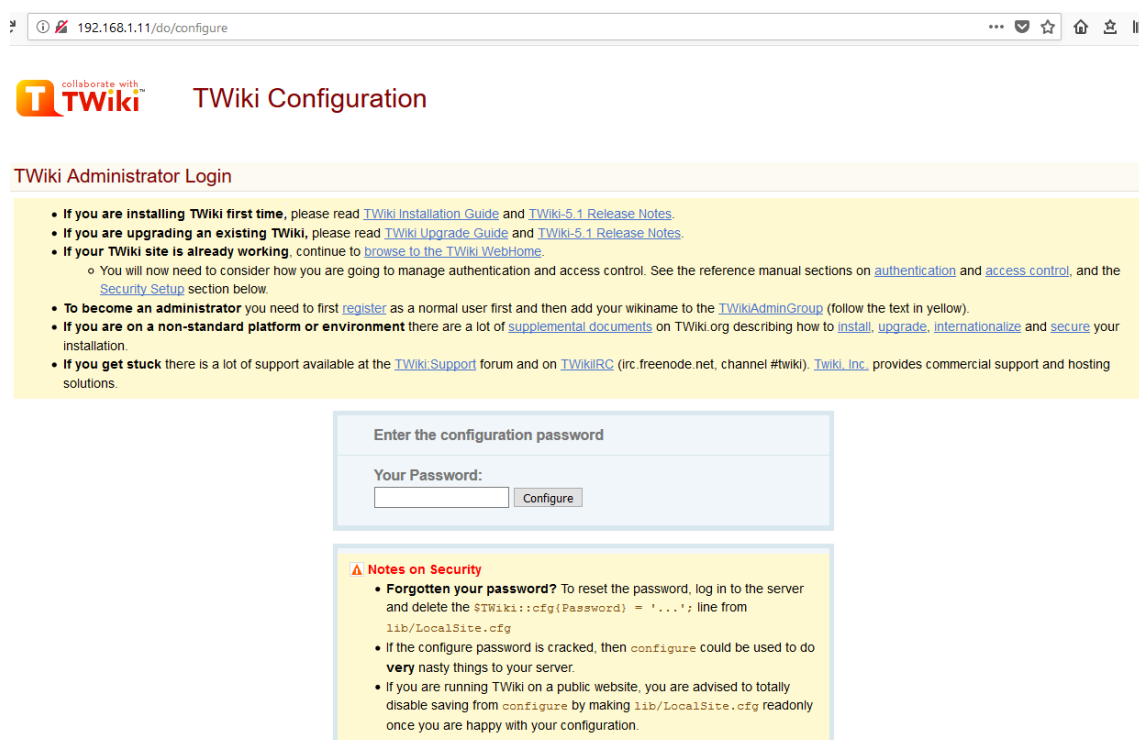 192.168.1.11/do/configure
collaborate with
TWiki™
TWiki Configuration
TWiki Administrator Login
If you are installing TWiki first time, please read TWiki Installation Guide and TWiki-5.1 Release Notes.
If you are upgrading an existing TWiki, please read TWiki Upgrade Guide and TWiki-5.1 Release Notes.
If your TWiki site is already working, continue to browse to the TWiki WebHome.
You will now need to consider how you are going to manage authentication and access control. See the reference manual sections on authentication and access control, and the
Security Setup section below.
To become an administrator you need to first register as a normal user first and then add your wikiname to the TWikiAdminGroup (follow the text in yellow).
If you are on a non-standard platform or environment there are a lot of supplemental documents on TWiki.org describing how to install, upgrade, internationalize and secure your
installation.
If you get stuck there is a lot of support available at the TWiki:Support forum and on TWikiIRC (irc.freenode.net, channel #twiki). Twiki, Inc. provides commercial support and hosting
solutions.
Enter the configuration password
Your Password:
Configure
Notes on Security
Forgotten your password? To reset the password, log in to the server
and delete the $TWiki::cfg{Password} = '...'; line from
lib/LocalSite.cfg
If the configure password is cracked, then configure could be used to do
very nasty things to your server.
If you are running TWiki on a public website, you are advised to totally
disable saving from configure by making lib/LocalSite.cfg readonly
once you are happy with your configuration.